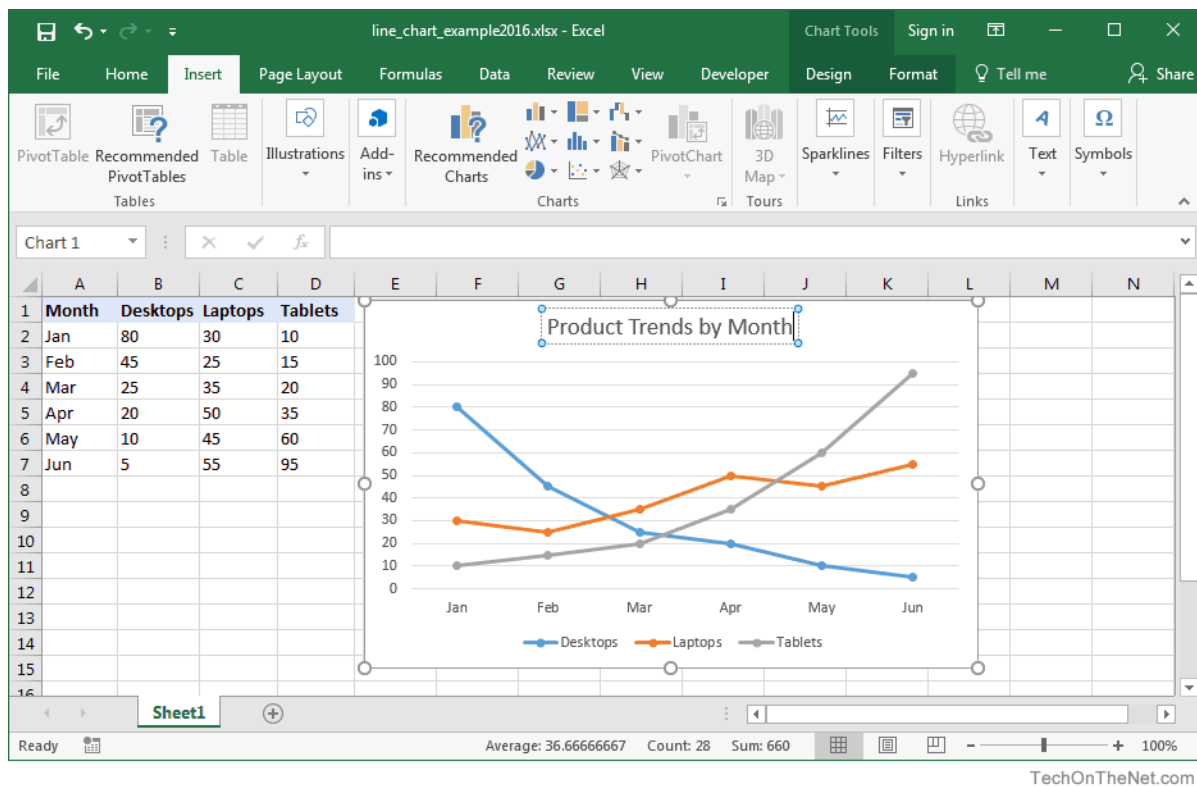 line_chart_example2016.xlsx - Excel Chart Tools Sign in
File Home Insert Page Layout Formulas Data Review View Developer Design Format Tell me Share
PivotTable Recommended PivotTables Table Illustrations Add-ins Recommended Charts PivotChart 3D Map Sparklines Filters Hyperlink Text Symbols
Tables Charts Tours Links
Chart 1 fx
A B C D E F G H I J K L M N
1 Month Desktops Laptops Tablets
2 Jan 80 30 10
3 Feb 45 25 15
4 Mar 25 35 20
5 Apr 20 50 35
6 May 10 45 60
7 Jun 5 55 95
8
9
10
11
12
13
14
15
16
Product Trends by Month
100
90
80
70
60
50
40
30
20
10
0
Jan Feb Mar Apr May Jun
Desktops Laptops Tablets
Sheet1
Ready Average: 36.66666667 Count: 28 Sum: 660 100%
TechOnTheNet.com